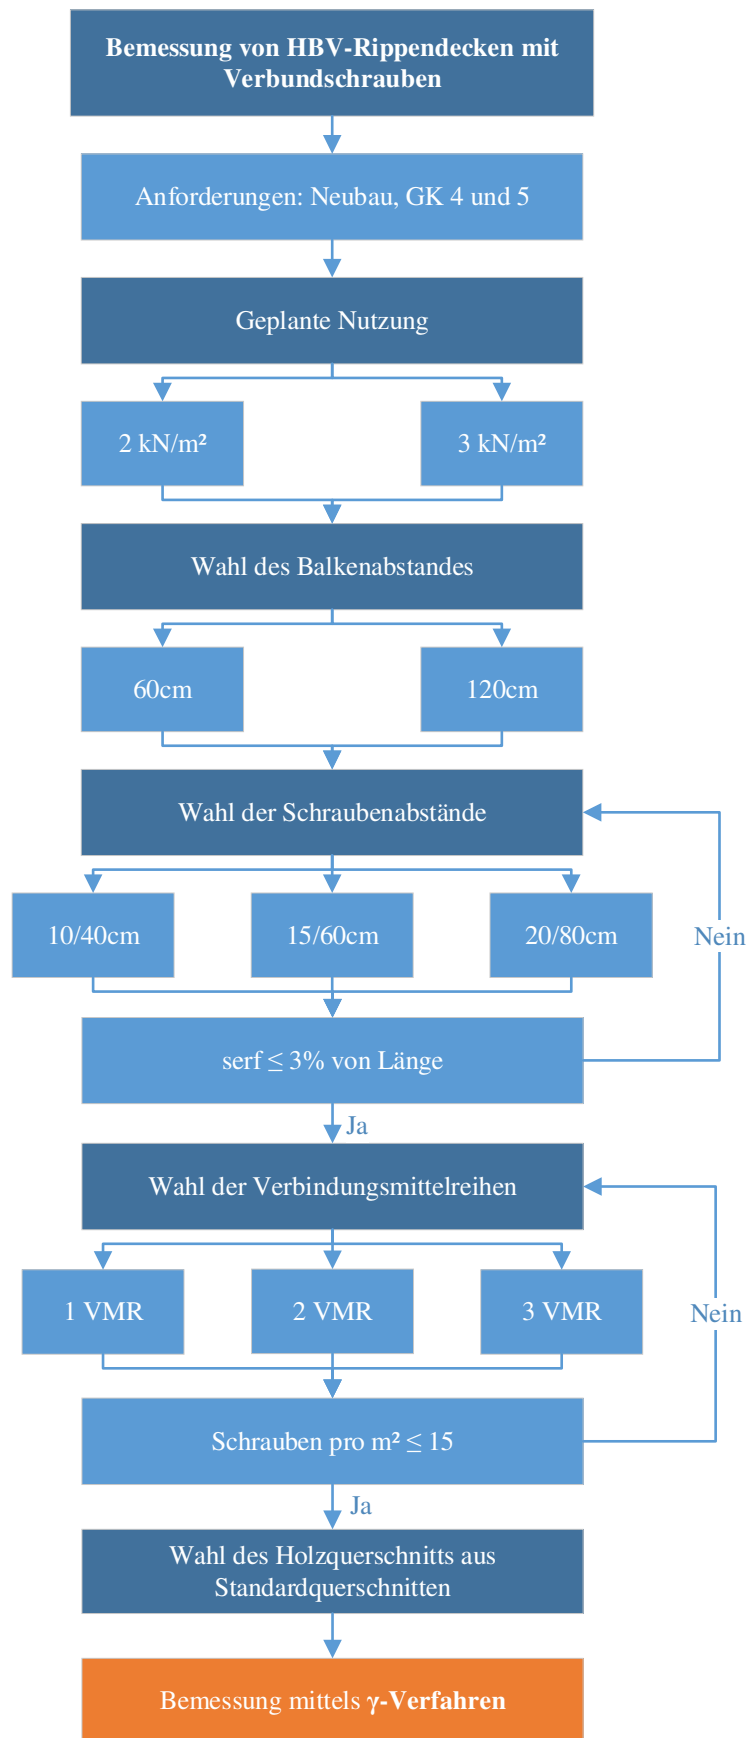 Bemessung von HBV-Rippendecken mit
Verbundschrauben
Anforderungen: Neubau, GK 4 und 5
Geplante Nutzung
2 kN/m²
3 kN/m²
Wahl des Balkenabstandes
60cm
120cm
Wahl der Schraubenabstände
10/40cm
15/60cm
20/80cm
Nein
serf ≤ 3% von Länge
Ja
Wahl der Verbindungsmittelreihen
1 VMR
2 VMR
3 VMR
Nein
Schrauben pro m² ≤ 15
Ja
Wahl des Holzquerschnitts aus
Standardquerschnitten
Bemessung mittels γ-Verfahren